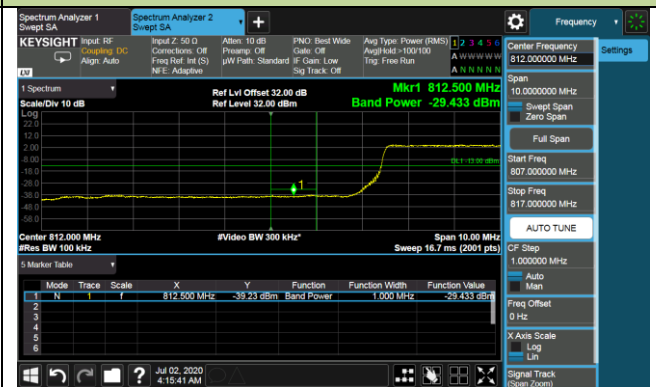 Spectrum Analyzer 1
Swept SA
Spectrum Analyzer 2
Swept SA
+
Frequency
KEYSIGHT
Input: RF
Coupling: DC
Align: Auto
Input Z: 50 Ω
Corrections: Off
Freq Ref: Int (S)
NFE: Adaptive
Atten: 10 dB
Preamp: Off
µW Path: Standard
PNO: Best Wide
Gate: Off
IF Gain: Low
Sig Track: Off
Avg Type: Power (RMS)
Avg|Hold:>100/100
Trig: Free Run
1 2 3 4 5 6
A W W W W W
A N N N N N
LXI
1 Spectrum
Scale/Div 10 dB
Ref Lvl Offset 32.00 dB
Ref Level 32.00 dBm
Mkr1 812.500 MHz
Band Power -29.433 dBm
Log
22.0
12.0
2.00
-8.00
-18.0
-28.0
-38.0
-48.0
-58.0
DL1 -13.00 dBm
1
Center 812.000 MHz
#Res BW 100 kHz
#Video BW 300 kHz*
Span 10.00 MHz
Sweep 16.7 ms (2001 pts)
5 Marker Table
Mode Trace Scale X Y Function Function Width Function Value
1 N 1 f 812.500 MHz -39.23 dBm Band Power 1.000 MHz -29.433 dBm
2
3
4
5
6
Center Frequency
812.000000 MHz
Settings
Span
10.0000000 MHz
Swept Span
Zero Span
Full Span
Start Freq
807.000000 MHz
Stop Freq
817.000000 MHz
AUTO TUNE
CF Step
1.000000 MHz
Auto
Man
Freq Offset
0 Hz
X Axis Scale
Log
Lin
Signal Track
(Span Zoom)
?
Jul 02, 2020
4:15:41 AM